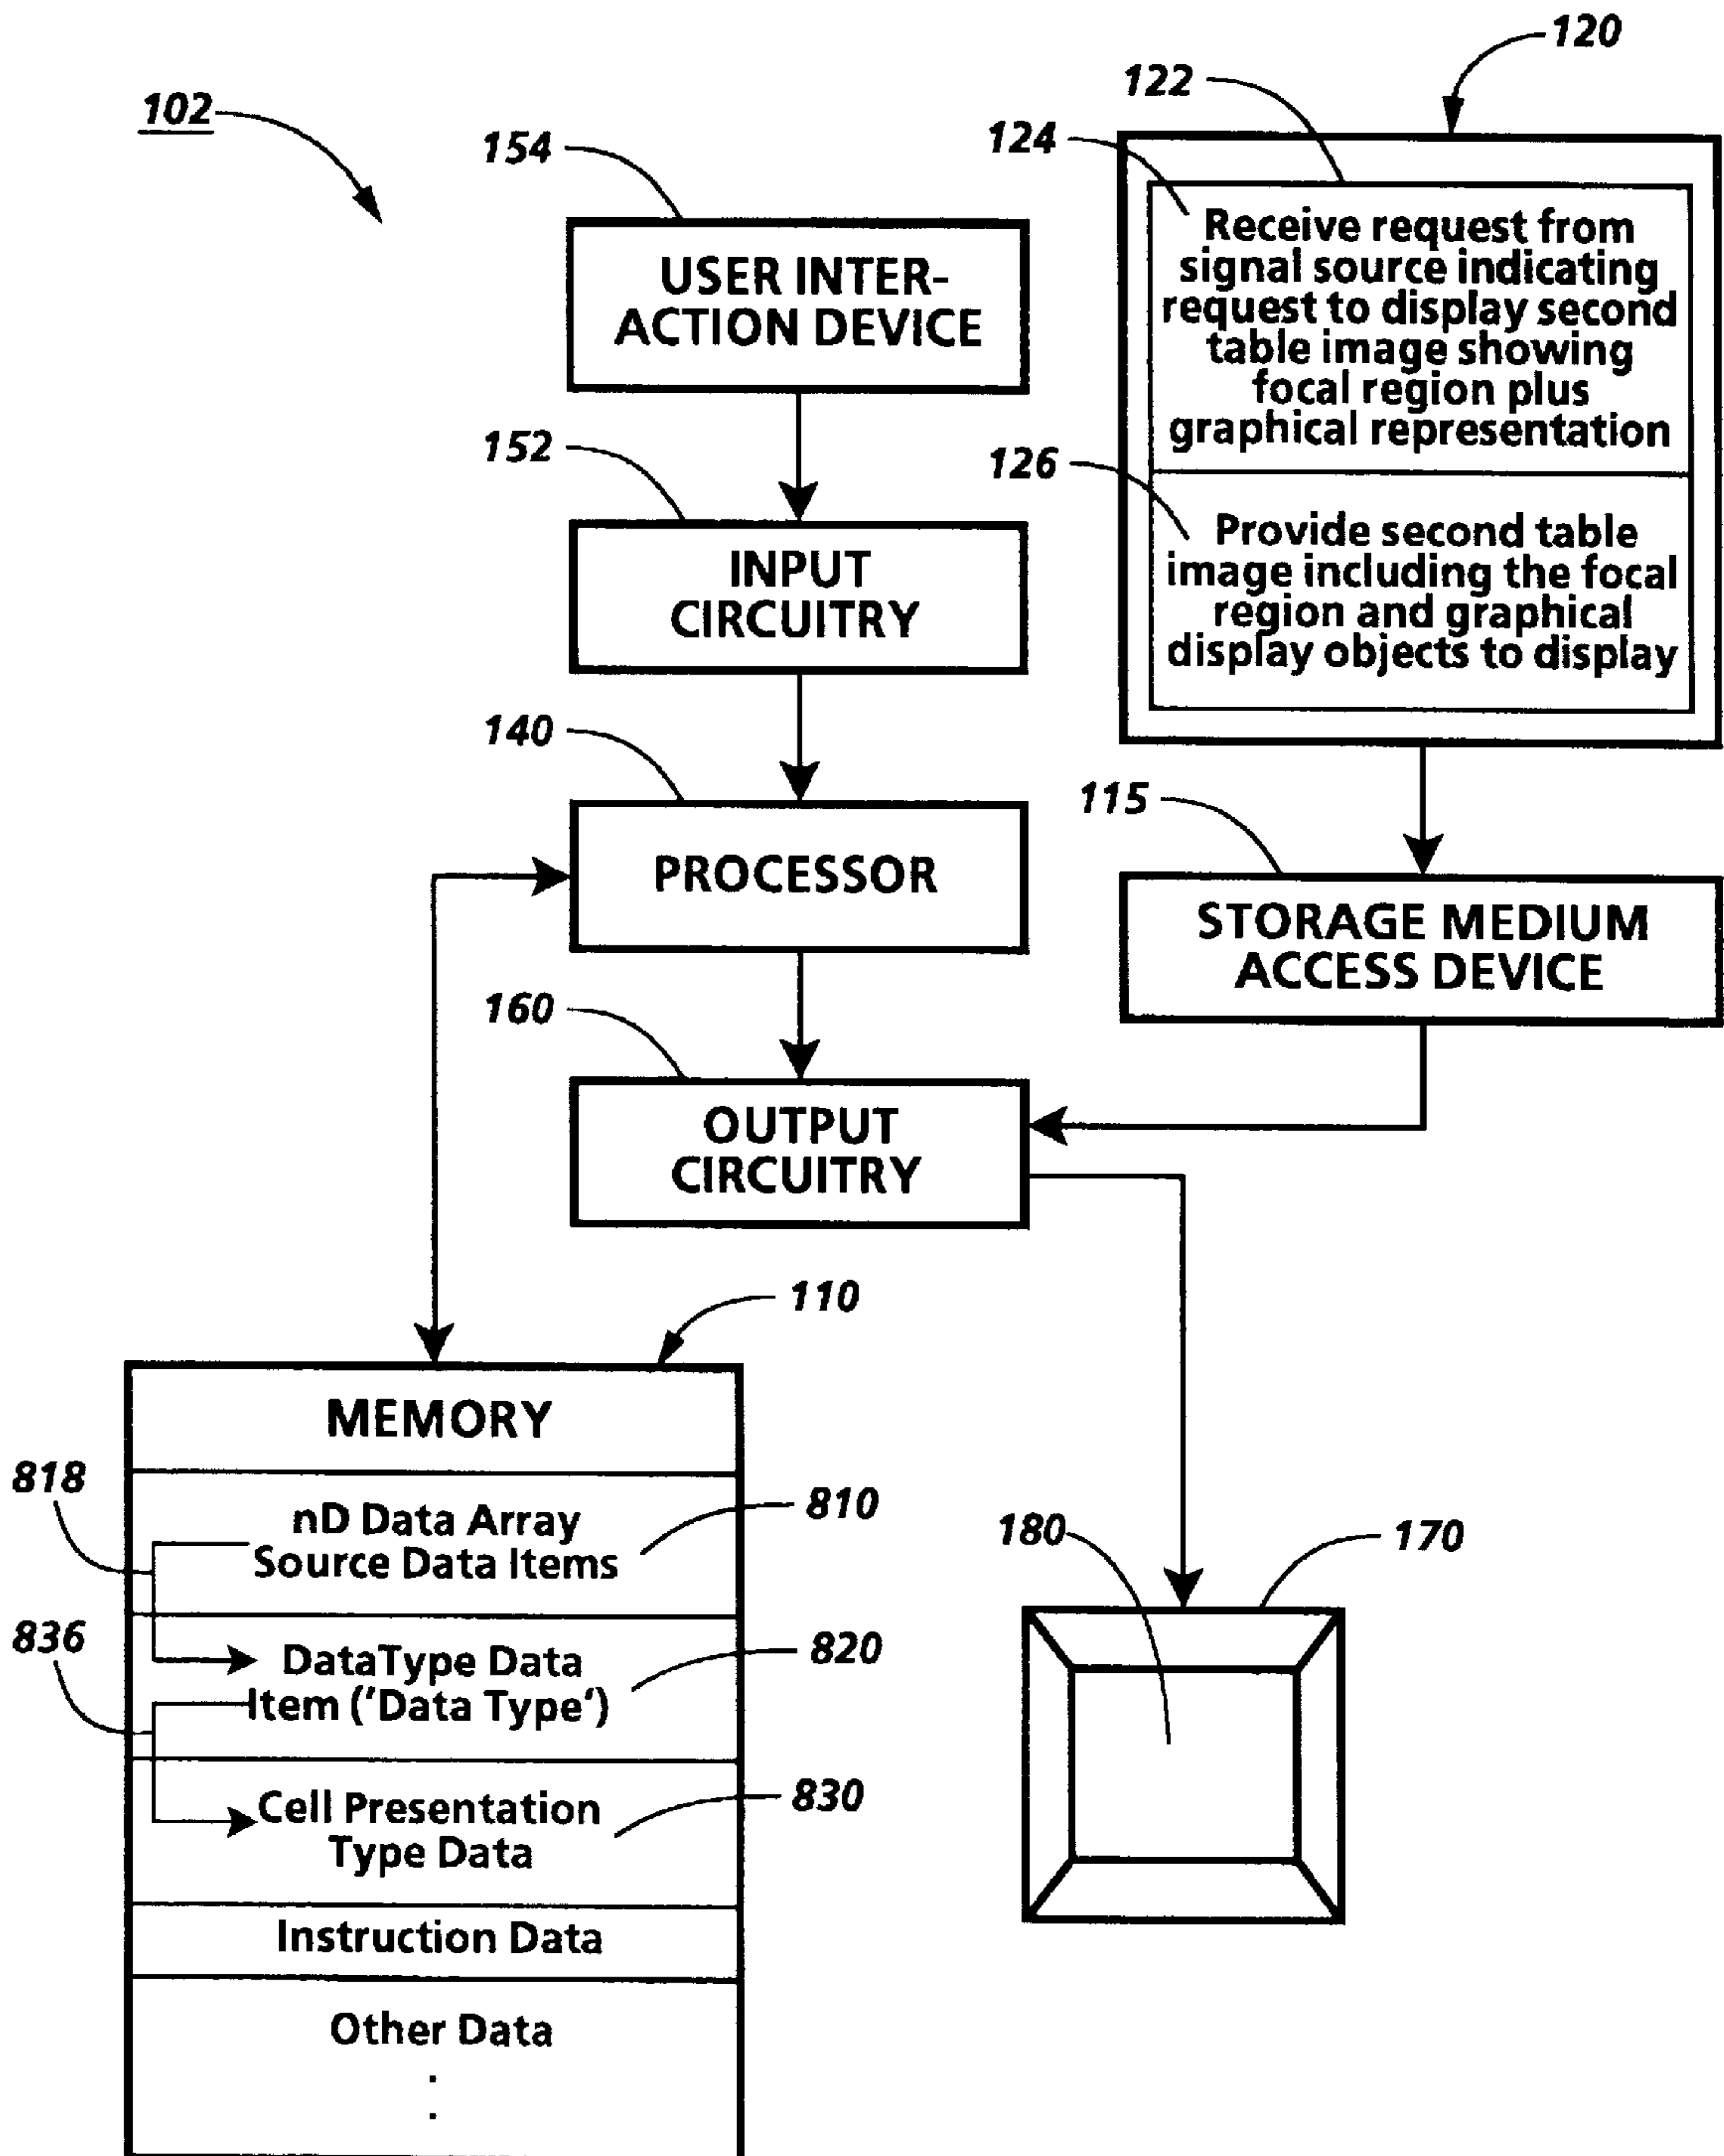 120
122
102
124
154
Receive request from
signal source indicating
request to display second
table image showing
focal region plus
graphical representation
USER INTER-
ACTION DEVICE
152
126
Provide second table
image including the focal
region and graphical
display objects to display
INPUT
CIRCUITRY
140
115
PROCESSOR
STORAGE MEDIUM
ACCESS DEVICE
160
OUTPUT
CIRCUITRY
110
MEMORY
818
nD Data Array
Source Data Items
810
180
170
836
DataType Data
Item ('Data Type')
820
Cell Presentation
Type Data
830
Instruction Data
Other Data
.
.